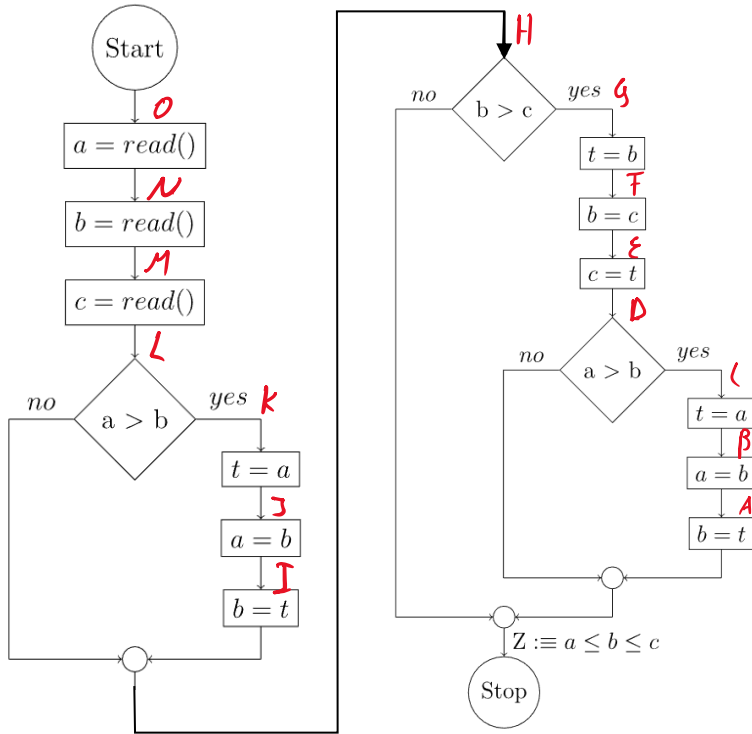 Start
O
a = read()
N
b = read()
M
c = read()
L
a > b
no
yes
K
t = a
J
a = b
I
b = t
H
b > c
no
yes
G
t = b
F
b = c
E
c = t
D
a > b
no
yes
C
t = a
B
a = b
A
b = t
Z :≡ a ≤ b ≤ c
Stop